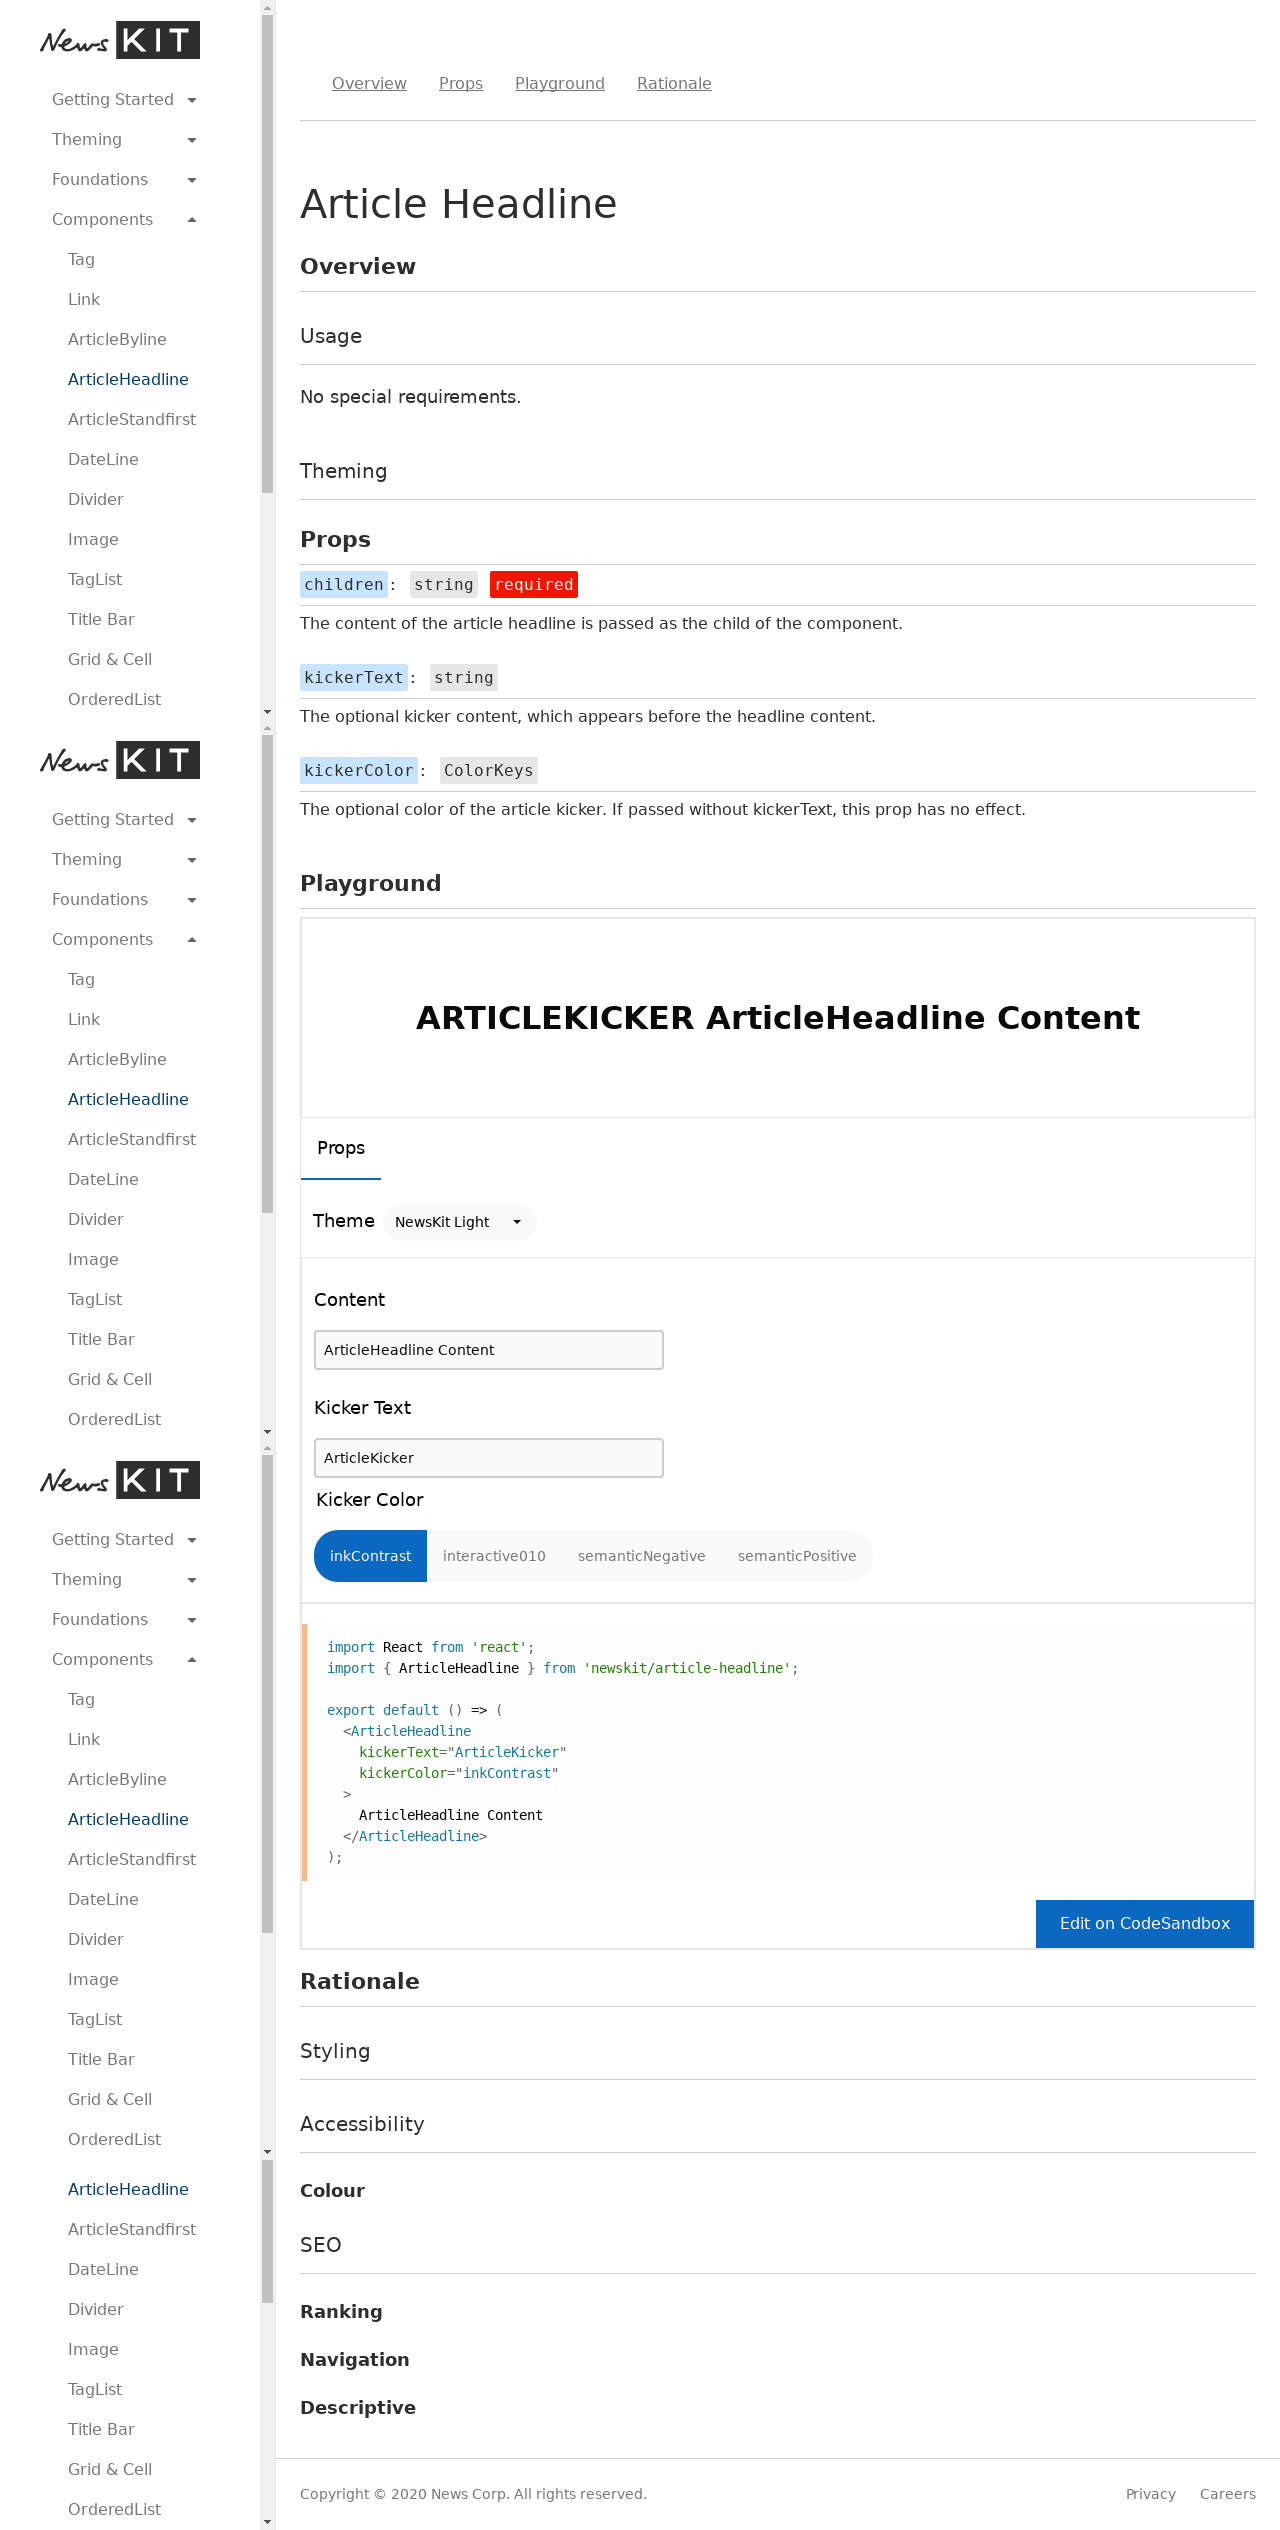 News KIT
Getting Started
Theming
Foundations
Components
Tag
Link
ArticleByline
ArticleHeadline
ArticleStandfirst
DateLine
Divider
Image
TagList
Title Bar
Grid & Cell
OrderedList
News KIT
Getting Started
Theming
Foundations
Components
Tag
Link
ArticleByline
ArticleHeadline
ArticleStandfirst
DateLine
Divider
Image
TagList
Title Bar
Grid & Cell
OrderedList
News KIT
Getting Started
Theming
Foundations
Components
Tag
Link
ArticleByline
ArticleHeadline
ArticleStandfirst
DateLine
Divider
Image
TagList
Title Bar
Grid & Cell
OrderedList
ArticleHeadline
ArticleStandfirst
DateLine
Divider
Image
TagList
Title Bar
Grid & Cell
OrderedList
Overview Props Playground Rationale
Article Headline
Overview
Usage
No special requirements.
Theming
Props
children: string required
The content of the article headline is passed as the child of the component.
kickerText: string
The optional kicker content, which appears before the headline content.
kickerColor: ColorKeys
The optional color of the article kicker. If passed without kickerText, this prop has no effect.
Playground
ARTICLEKICKER ArticleHeadline Content
Props
Theme NewsKit Light
Content
ArticleHeadline Content
Kicker Text
ArticleKicker
Kicker Color
inkContrast interactive010 semanticNegative semanticPositive
import React from 'react';
import { ArticleHeadline } from 'newskit/article-headline';
export default () => (
<ArticleHeadline
kickerText="ArticleKicker"
kickerColor="inkContrast"
>
ArticleHeadline Content
</ArticleHeadline>
);
Edit on CodeSandbox
Rationale
Styling
Accessibility
Colour
SEO
Ranking
Navigation
Descriptive
Copyright © 2020 News Corp. All rights reserved. Privacy Careers